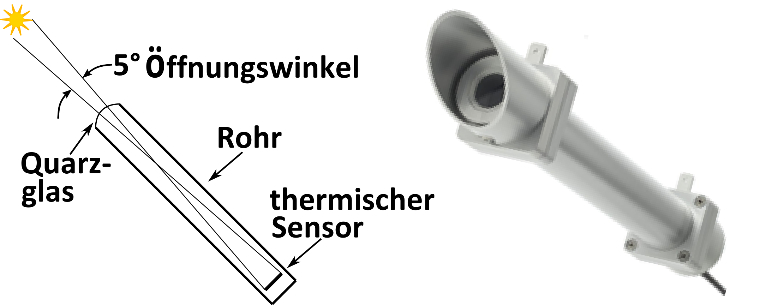 5° Öffnungswinkel
Quarz-
glas
Rohr
thermischer
Sensor